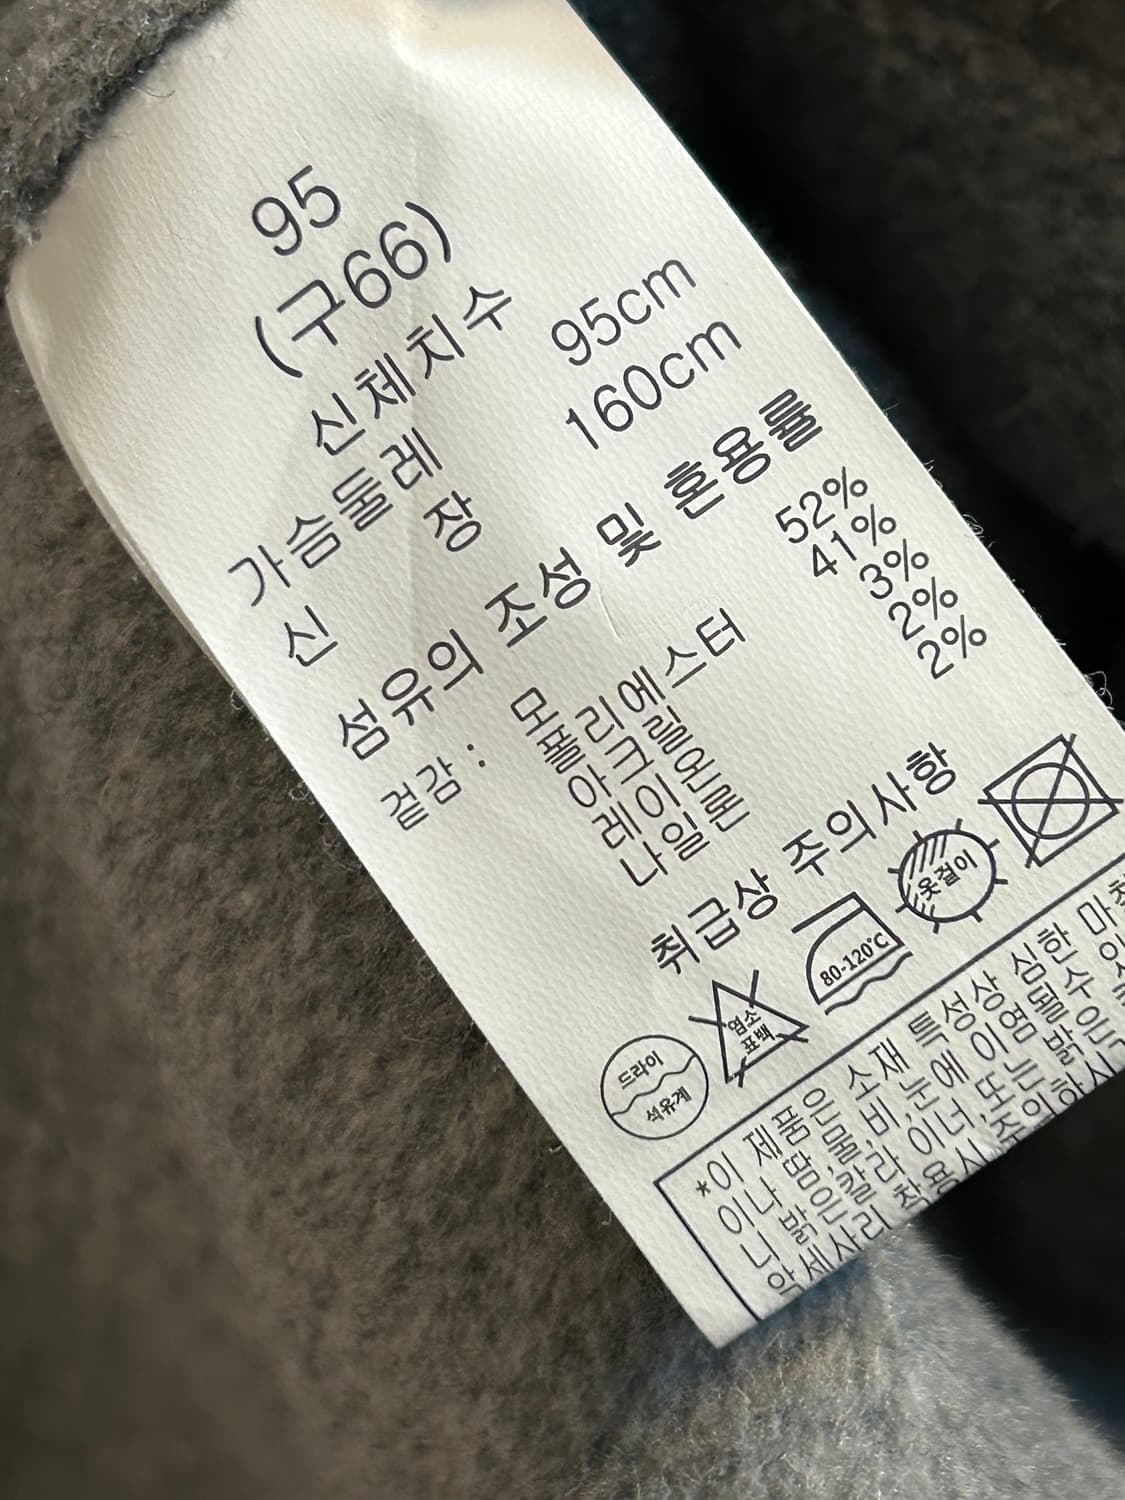 95
(구66)
신체치수
가슴둘레 95cm
신장 160cm
섬유의 조성 및 혼용률
겉감 : 모 52%
폴리에스터 41%
아크릴 3%
레이온 2%
나일론 2%
취급상 주의사항
드라이
석유계
염소
표백
80-120℃
옷걸이
*이 제품은 소재 특성상 심한
이나 땀,물,비,눈에 이염될 수
니 밝은칼라 이너,또는 밝은
악세사리 착용시